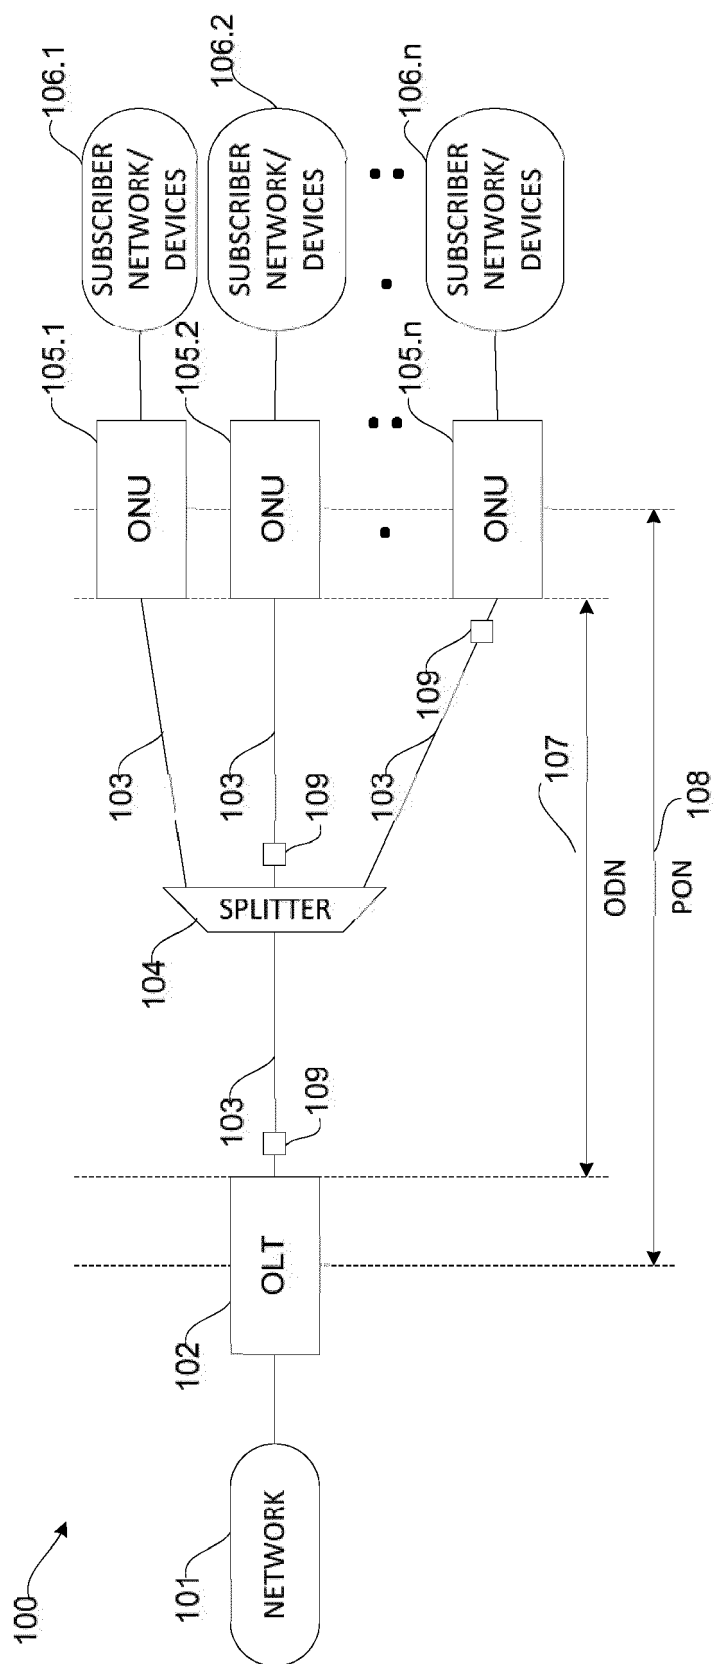 100
NETWORK
101
OLT
102
103
109
SPLITTER
104
103
103
109
103
109
ONU
105.1
ONU
105.2
ONU
105.n
SUBSCRIBER
NETWORK/
DEVICES
106.1
SUBSCRIBER
NETWORK/
DEVICES
106.2
SUBSCRIBER
NETWORK/
DEVICES
106.n
ODN
107
PON
108